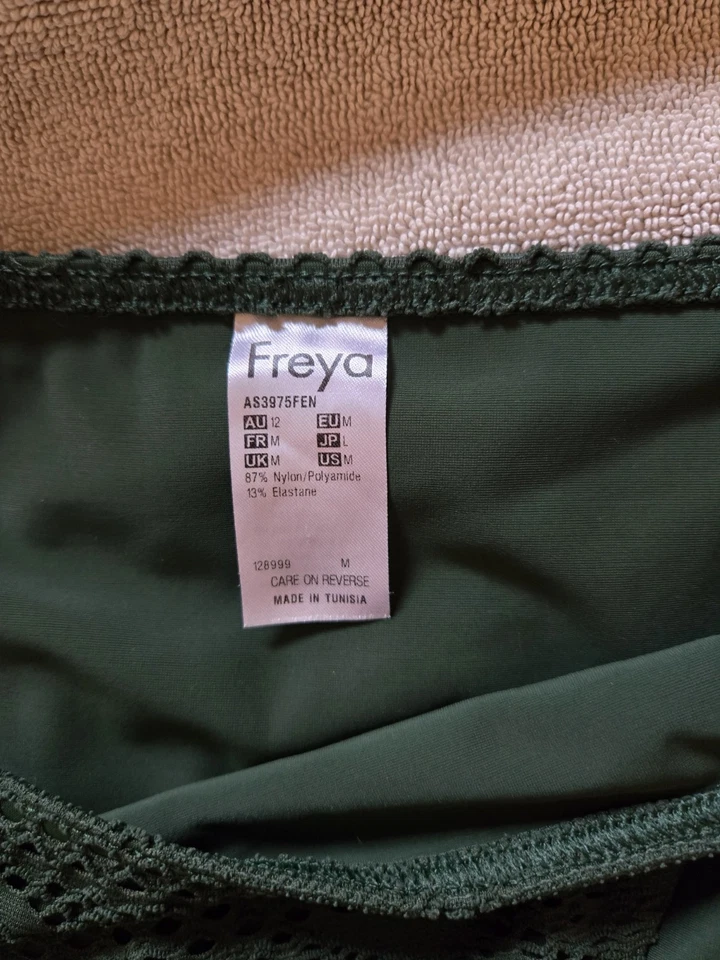 Freya
AS3975FEN
AU 12 EU M
FR M JP L
UK M US M
87% Nylon/Polyamide
13% Elastane
128999 M
CARE ON REVERSE
MADE IN TUNISIA